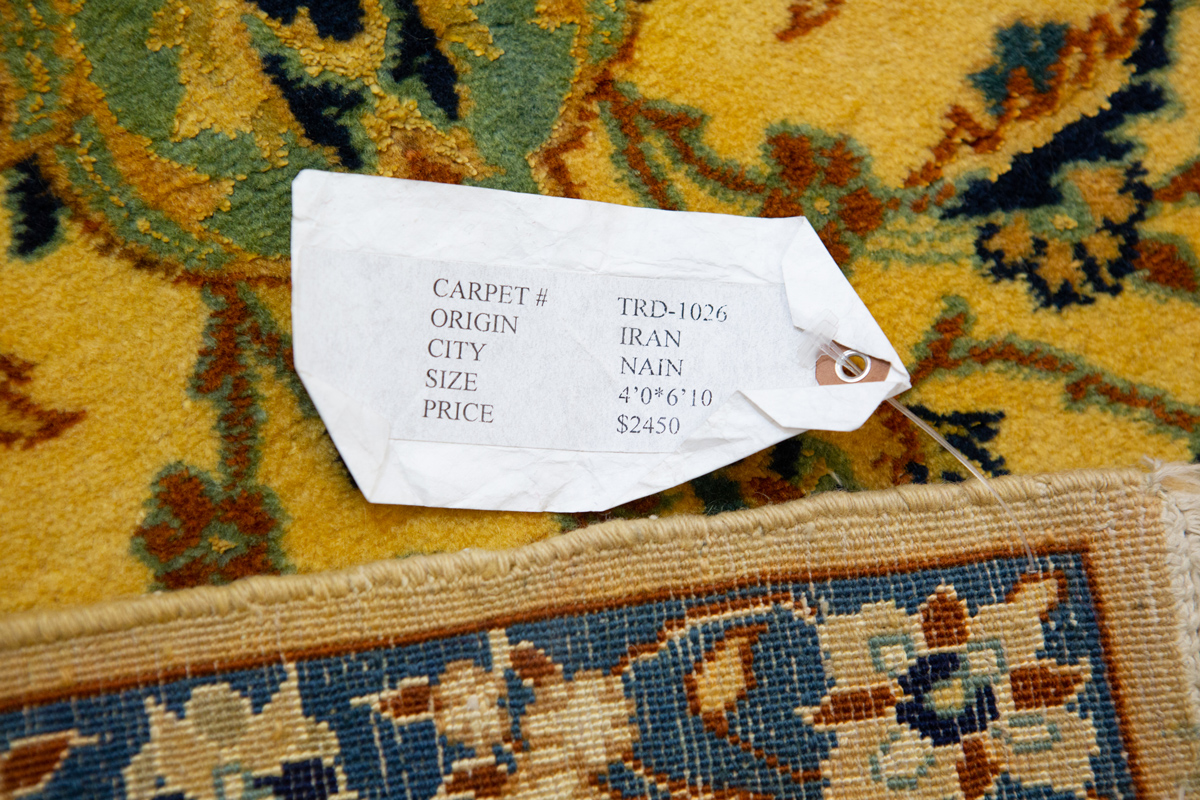 CARPET # TRD-1026
ORIGIN IRAN
CITY NAIN
SIZE 4'0*6'10
PRICE $2450